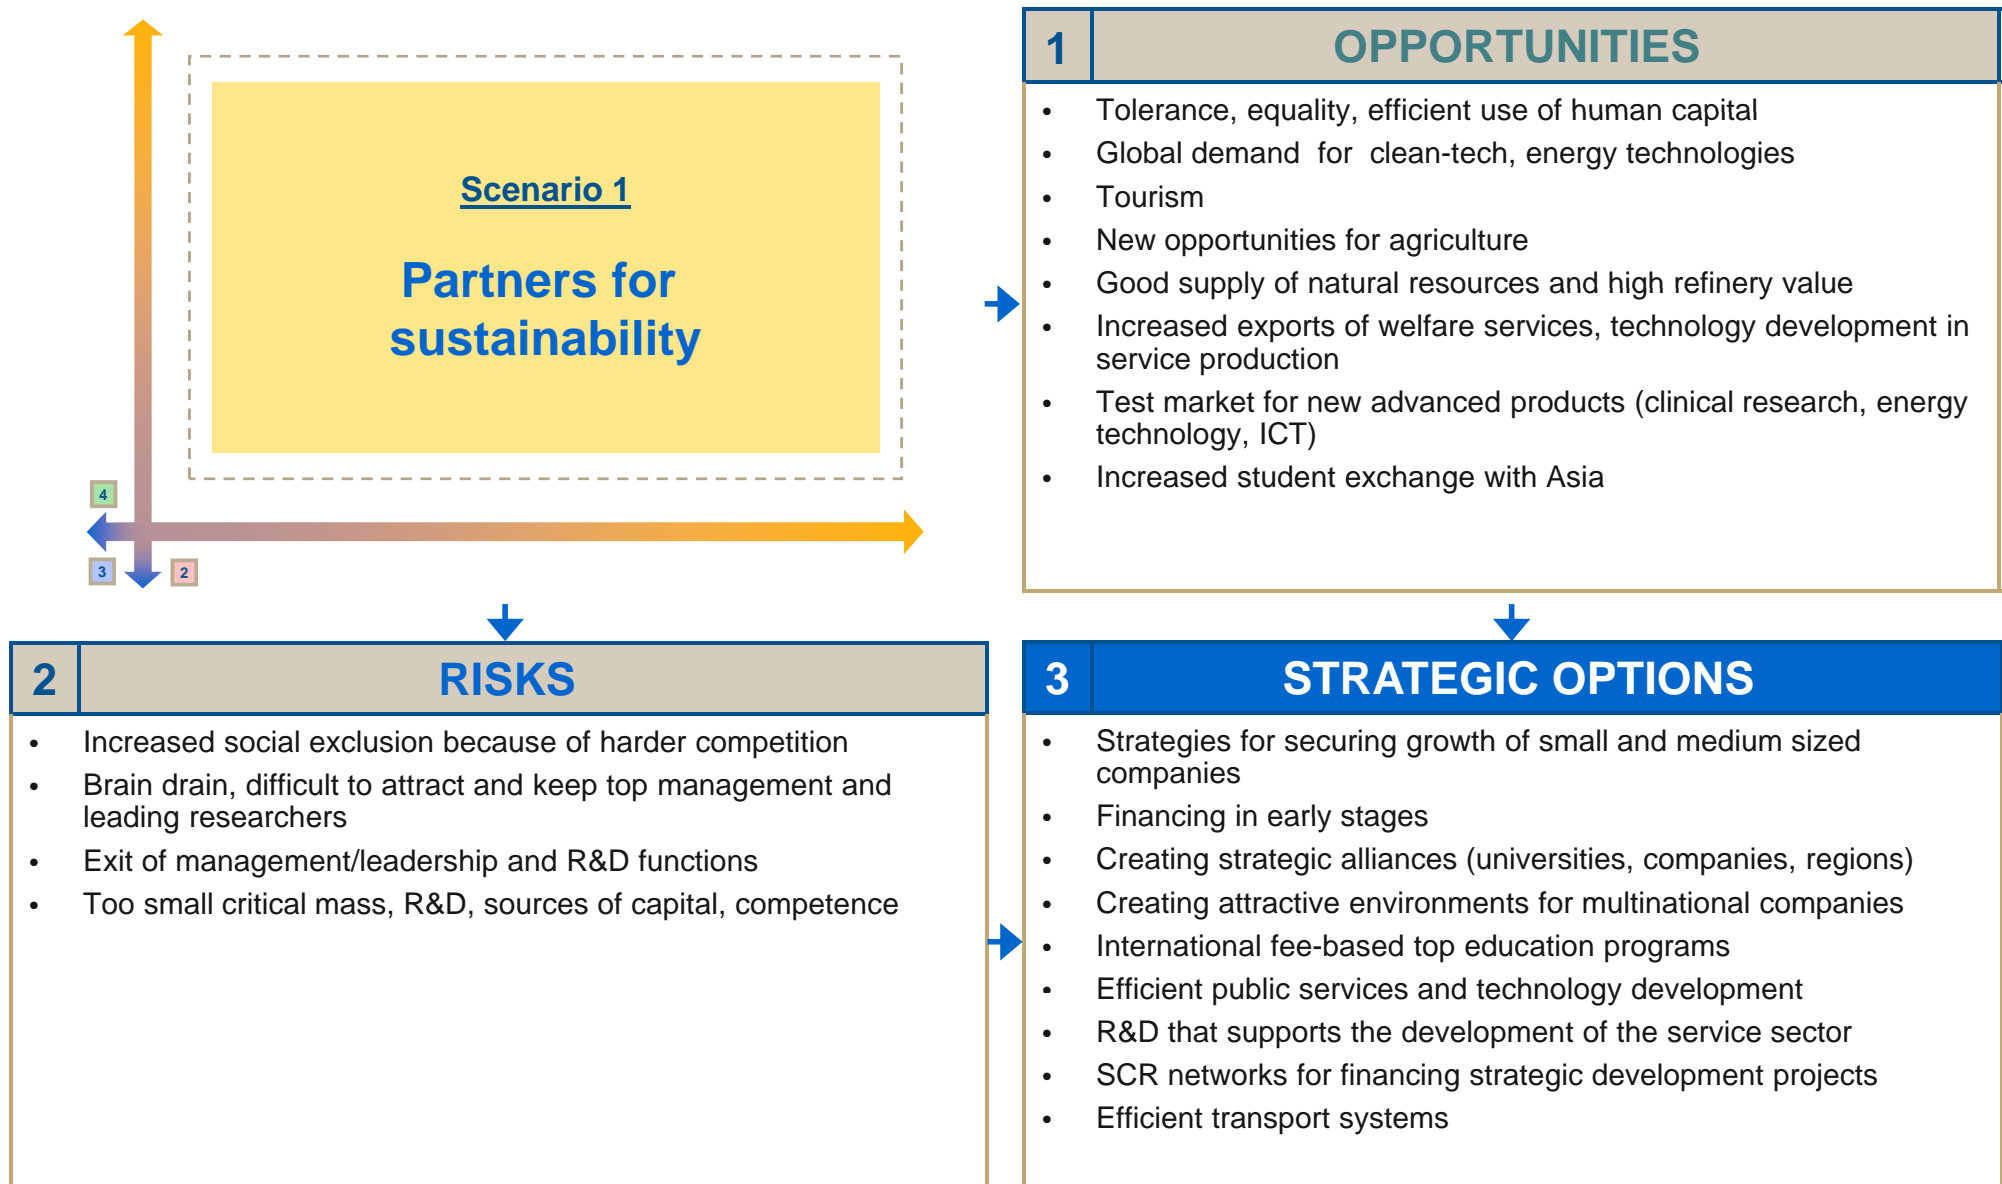 Scenario 1
Partners for
sustainability
4
3
2
1
OPPORTUNITIES
• Tolerance, equality, efficient use of human capital
• Global demand  for  clean-tech, energy technologies
• Tourism
• New opportunities for agriculture
• Good supply of natural resources and high refinery value
• Increased exports of welfare services, technology development in
service production
• Test market for new advanced products (clinical research, energy
technology, ICT)
• Increased student exchange with Asia
2
RISKS
• Increased social exclusion because of harder competition
• Brain drain, difficult to attract and keep top management and
leading researchers
• Exit of management/leadership and R&D functions
• Too small critical mass, R&D, sources of capital, competence
3
STRATEGIC OPTIONS
• Strategies for securing growth of small and medium sized
companies
• Financing in early stages
• Creating strategic alliances (universities, companies, regions)
• Creating attractive environments for multinational companies
• International fee-based top education programs
• Efficient public services and technology development
• R&D that supports the development of the service sector
• SCR networks for financing strategic development projects
• Efficient transport systems